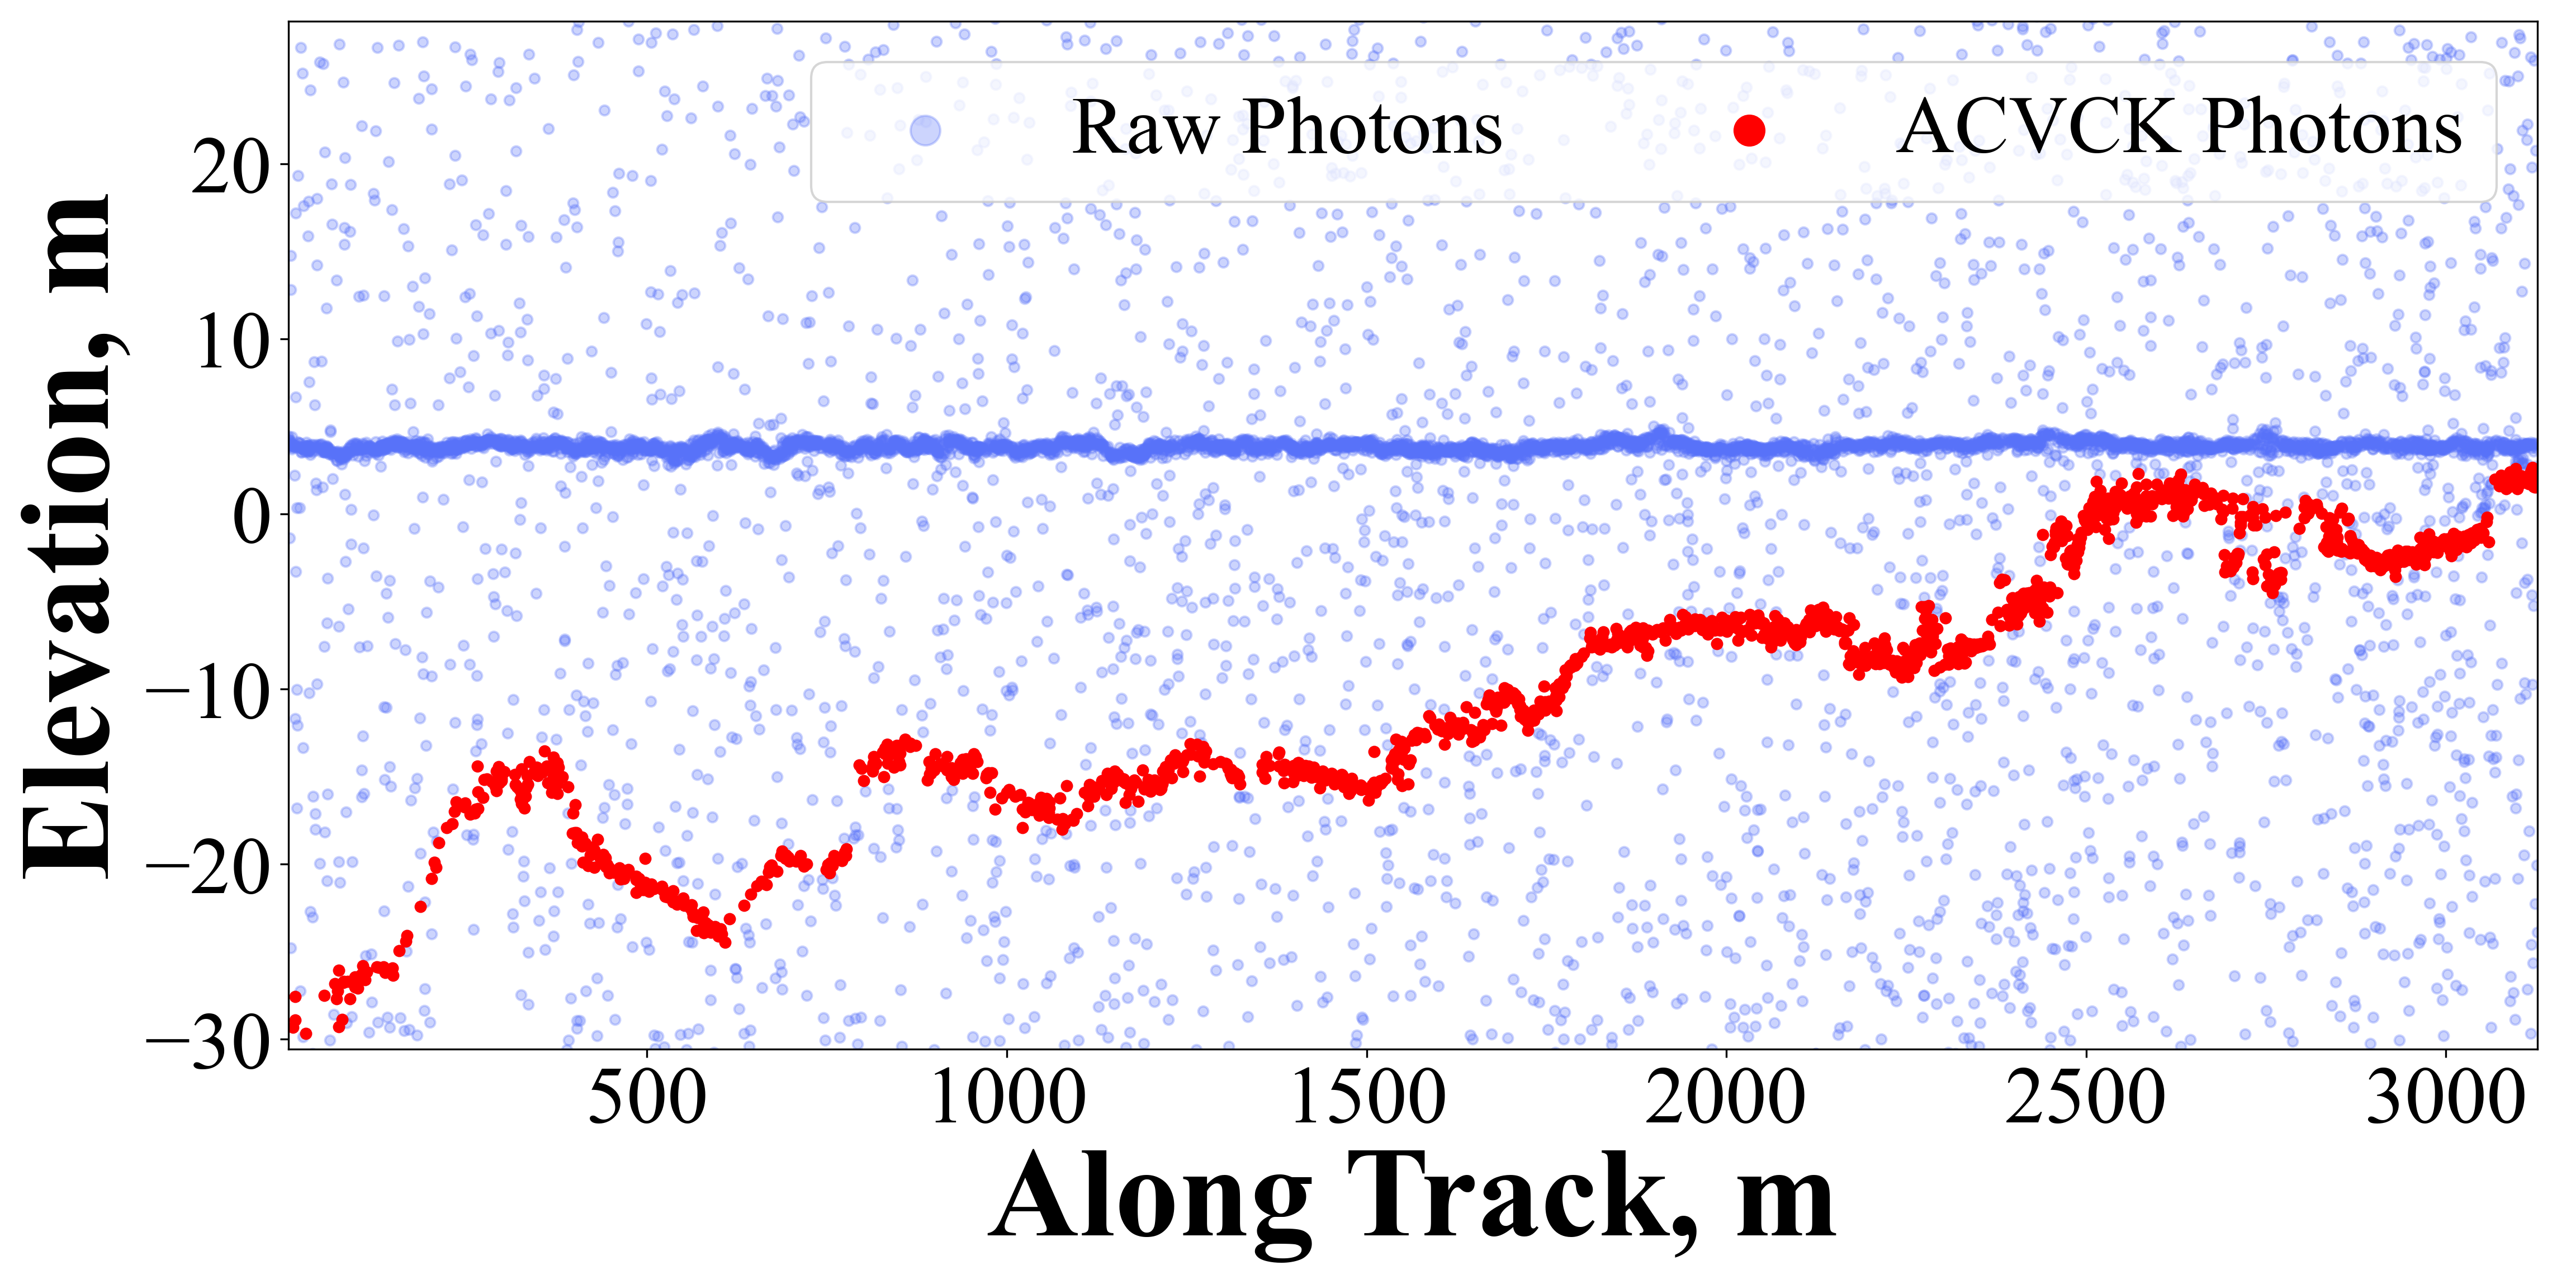 Raw Photons ACVCK Photons
20
10
0
−10
−20
−30
Elevation, m
500 1000 1500 2000 2500 3000
Along Track, m